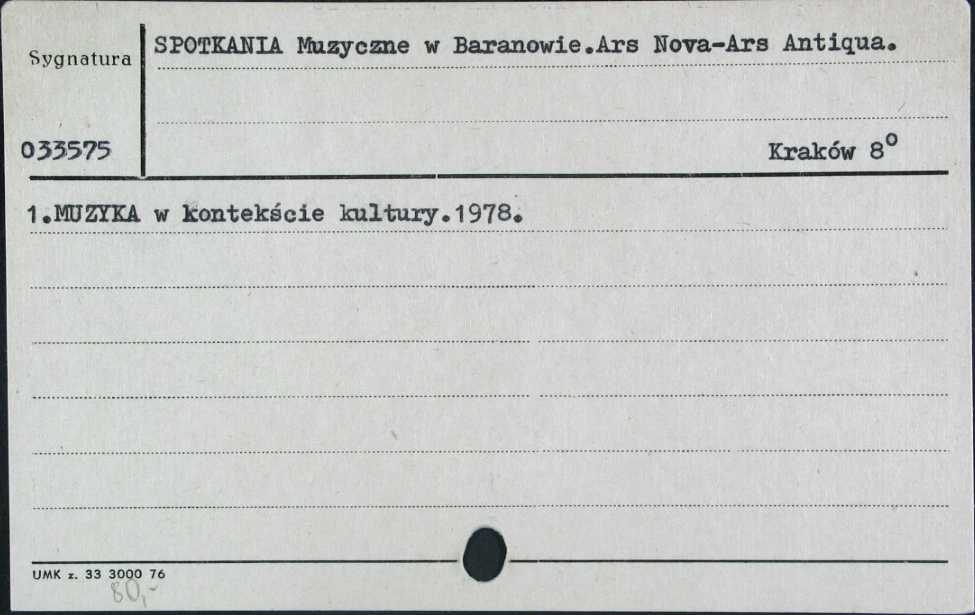 SPOTKANIA Muzyczne w Baranowie.Ars Nova-Ars Antiqua.
Sygnatura
033575
Kraków 8º
1.MUZYKA w kontekście kultury.1978.
UMK z. 33 3000 76
80,-